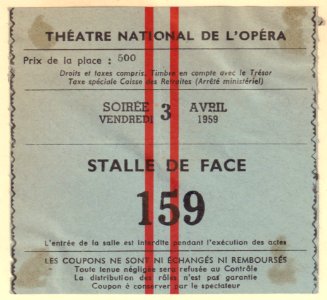 THÉATRE NATIONAL DE L'OPÉRA
Prix de la place : 500
Droits et taxes compris. Timbre en compte avec le Trésor
Taxe spéciale Caisse des Retraites (Arrêté ministériel)
SOIRÉE 3 AVRIL
VENDREDI 1959
STALLE DE FACE
159
L'entrée de la salle est interdite pendant l'exécution des actes
LES COUPONS NE SONT NI ÉCHANGÉS NI REMBOURSÉS
Toute tenue négligée sera refusée au Contrôle
La distribution des rôles n'est pas garantie
Coupon à conserver par le spectateur